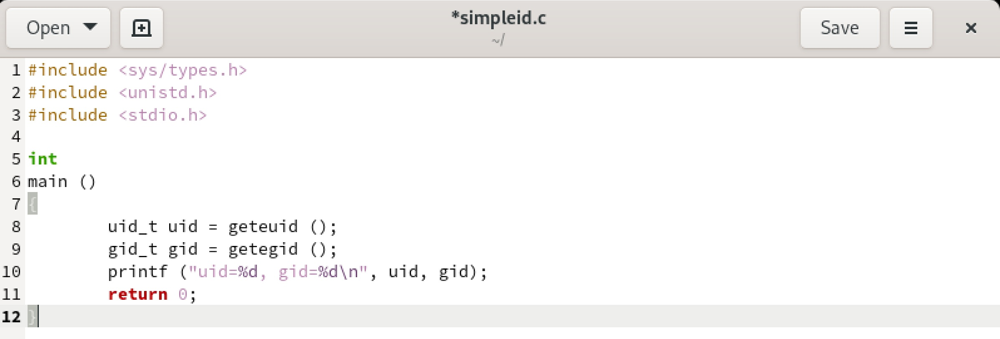 Open
*simpleid.c
~/
Save
1 #include <sys/types.h>
2 #include <unistd.h>
3 #include <stdio.h>
4
5 int
6 main ()
7 {
8         uid_t uid = geteuid ();
9         gid_t gid = getegid ();
10         printf ("uid=%d, gid=%d\n", uid, gid);
11         return 0;
12 }